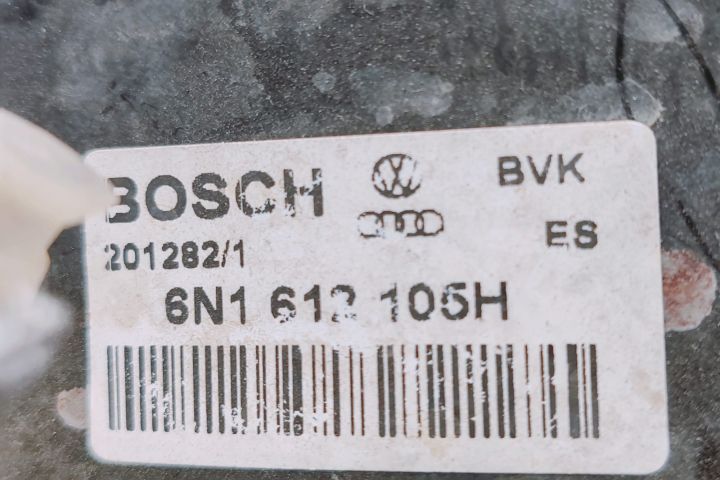 BOSCH
BVK
201282/1
ES
6N1 612 105H